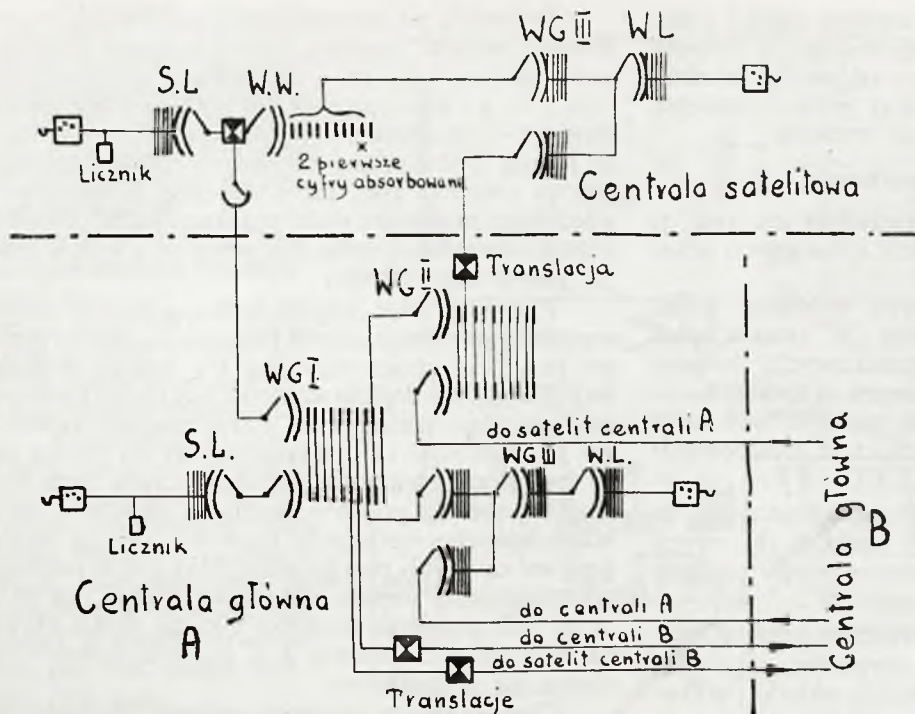 WG III
W.L
S.L
W.W.
Licznik
2 pierwsze
cyfry absorbowane
Centrala satelitowa
WG II
Translacja
WG I
do satelit centrali A
S.L.
WG III
W.L.
Licznik
Centrala główna
A
do centrali A
do centrali B
do satelit centrali B
Translacje
Centrala główna
B